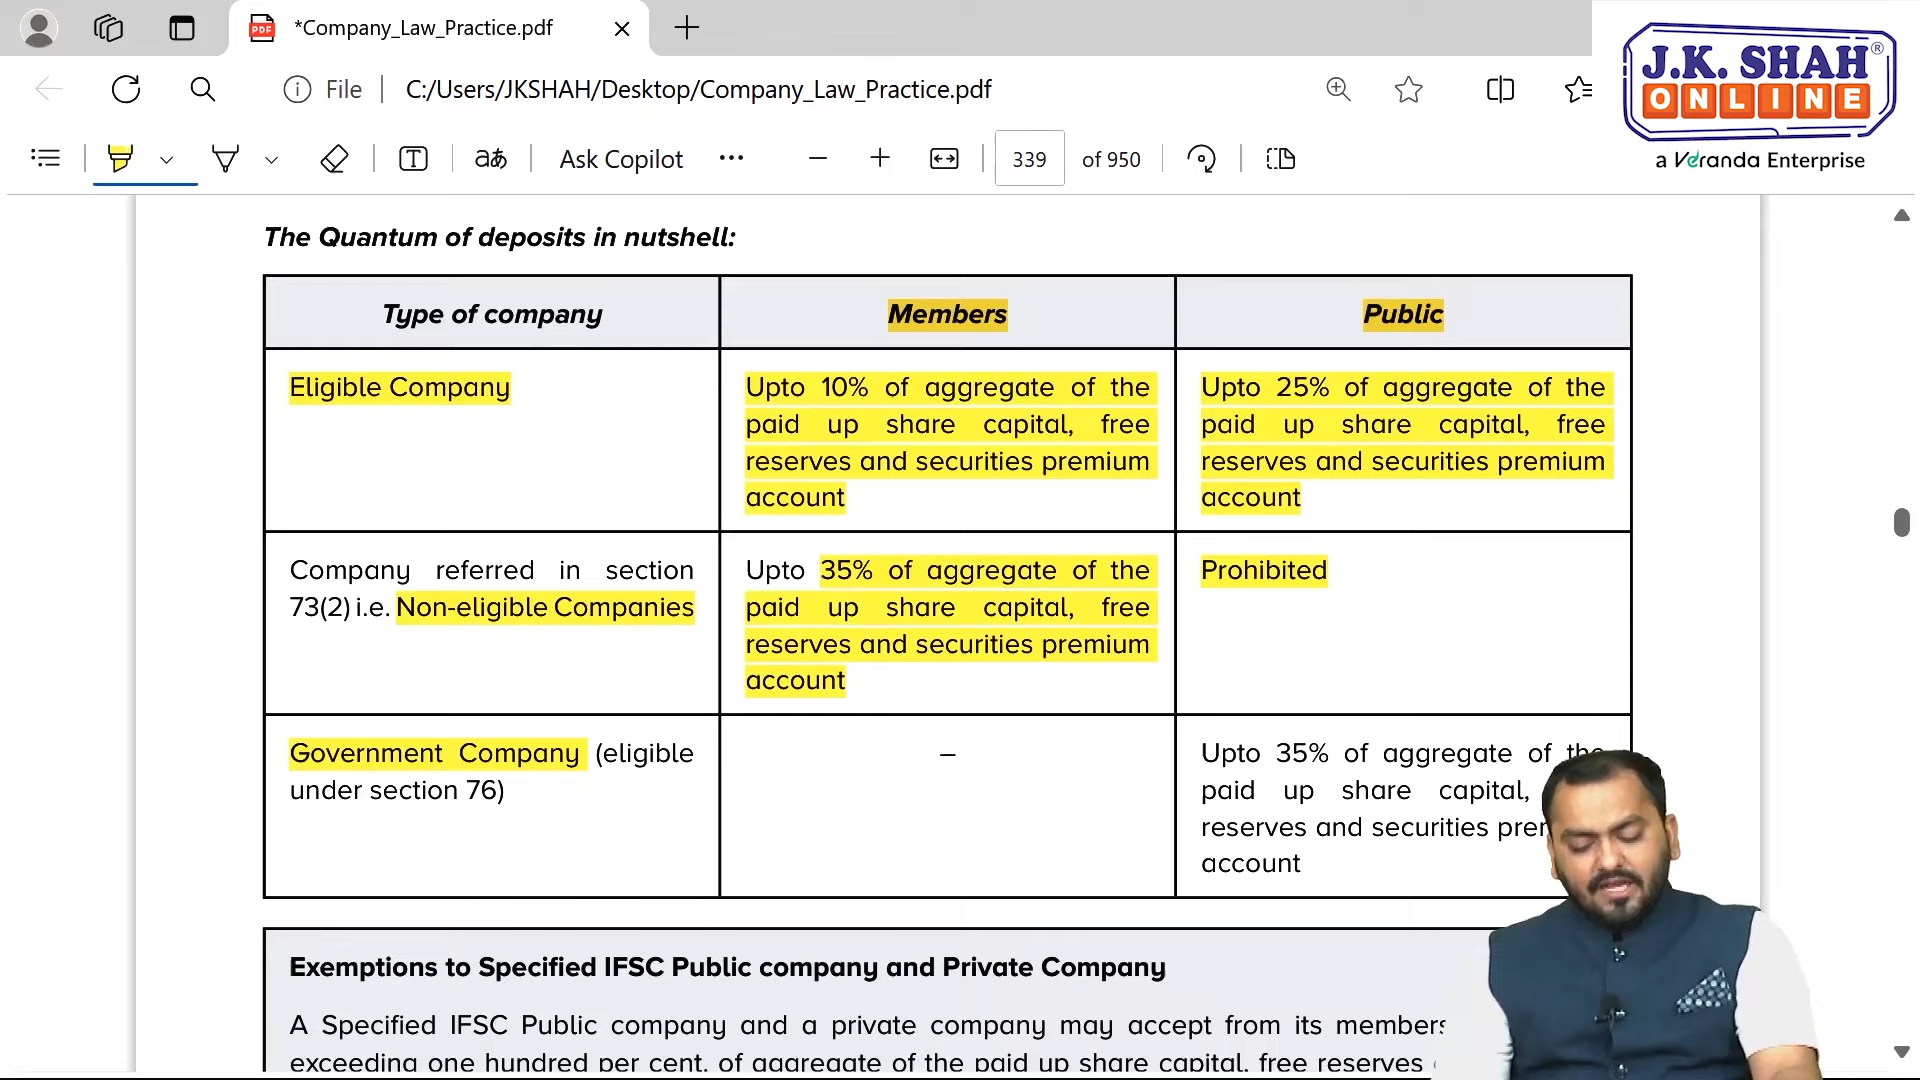 *Company_Law_Practice.pdf
File
C:/Users/JKSHAH/Desktop/Company_Law_Practice.pdf
J.K. SHAH®
ONLINE
a Veranda Enterprise
Ask Copilot
339 of 950
The Quantum of deposits in nutshell:
Type of company
Members
Public
Eligible Company
Upto 10% of aggregate of the
paid up share capital, free
reserves and securities premium
account
Upto 25% of aggregate of the
paid up share capital, free
reserves and securities premium
account
Company referred in section
73(2) i.e. Non-eligible Companies
Upto 35% of aggregate of the
paid up share capital, free
reserves and securities premium
account
Prohibited
Government Company (eligible
under section 76)
–
Upto 35% of aggregate of the
paid up share capital,
reserves and securities
account
Exemptions to Specified IFSC Public company and Private Company
A Specified IFSC Public company and a private company may accept from its members
exceeding one hundred per cent. of aggregate of the paid up share capital, free reserves